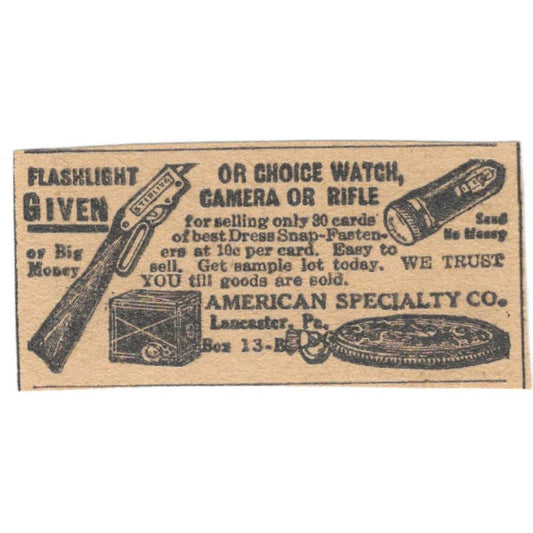 FLASHLIGHT
GIVEN
or Big
Money
OR CHOICE WATCH,
CAMERA OR RIFLE
for selling only 30 cards
of best Dress Snap-Fasten-
ers at 10c per card. Easy to
sell. Get sample lot today.
YOU till goods are sold.
Send
No Money
WE TRUST
AMERICAN SPECIALTY CO.
Lancaster, Pa.
Box 13-E